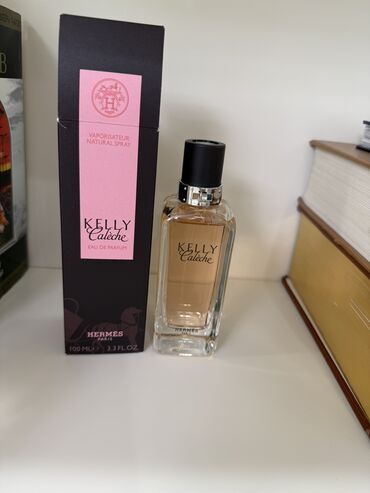 H
VAPORISATEUR
NATURAL SPRAY
KELLY
Calèche
EAU DE PARFUM
HERMÈS
PARIS
100 ML ℮ 3.3 FL.OZ.
KELLY
Calèche
HERMÈS
PARIS
B